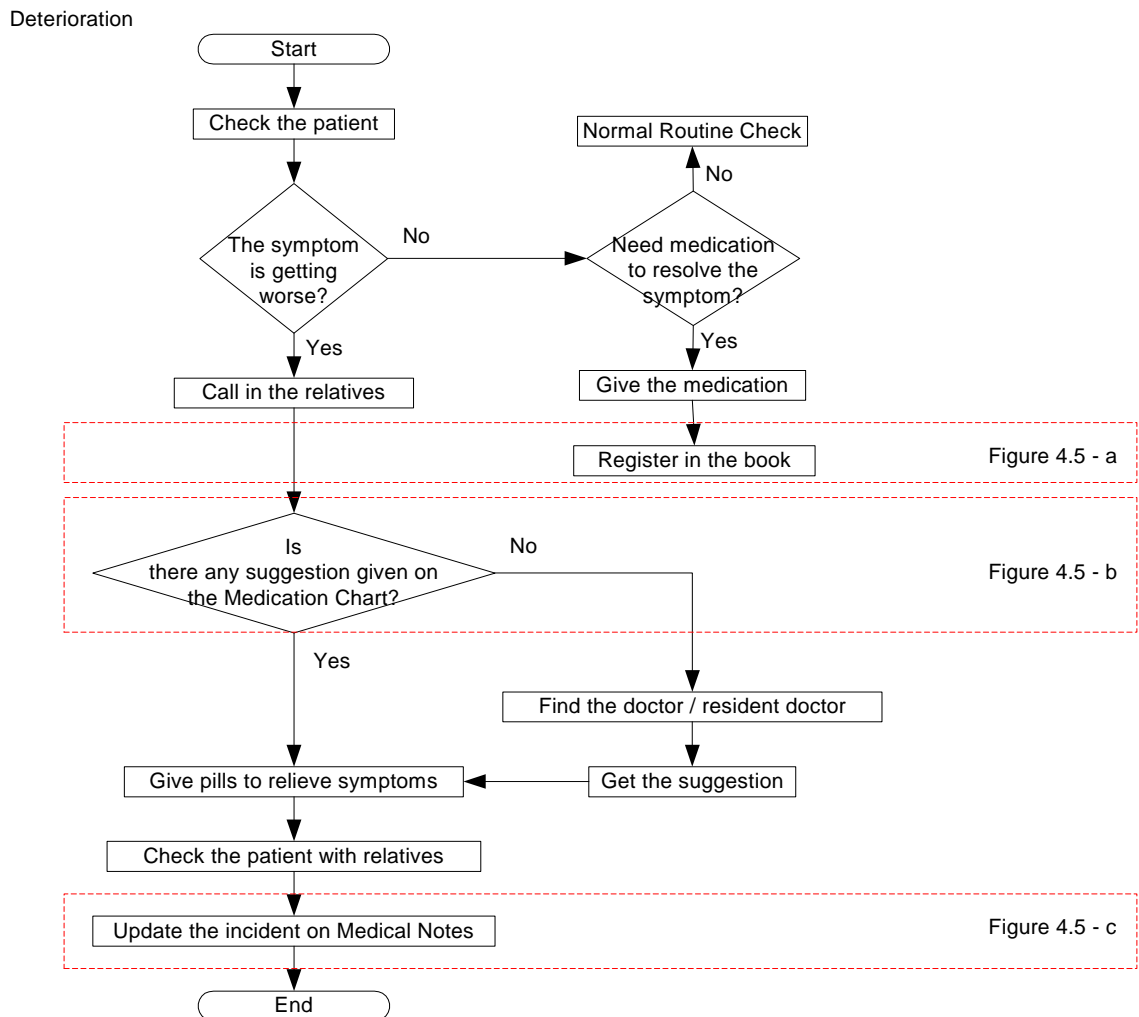 Deterioration
Start
Check the patient
Normal Routine Check
No
The symptom
is getting
worse?
No
Need medication
to resolve the
symptom?
Yes
Yes
Call in the relatives
Give the medication
Register in the book
Figure 4.5 - a
Is
there any suggestion given on
the Medication Chart?
No
Figure 4.5 - b
Yes
Find the doctor / resident doctor
Give pills to relieve symptoms
Get the suggestion
Check the patient with relatives
Update the incident on Medical Notes
Figure 4.5 - c
End